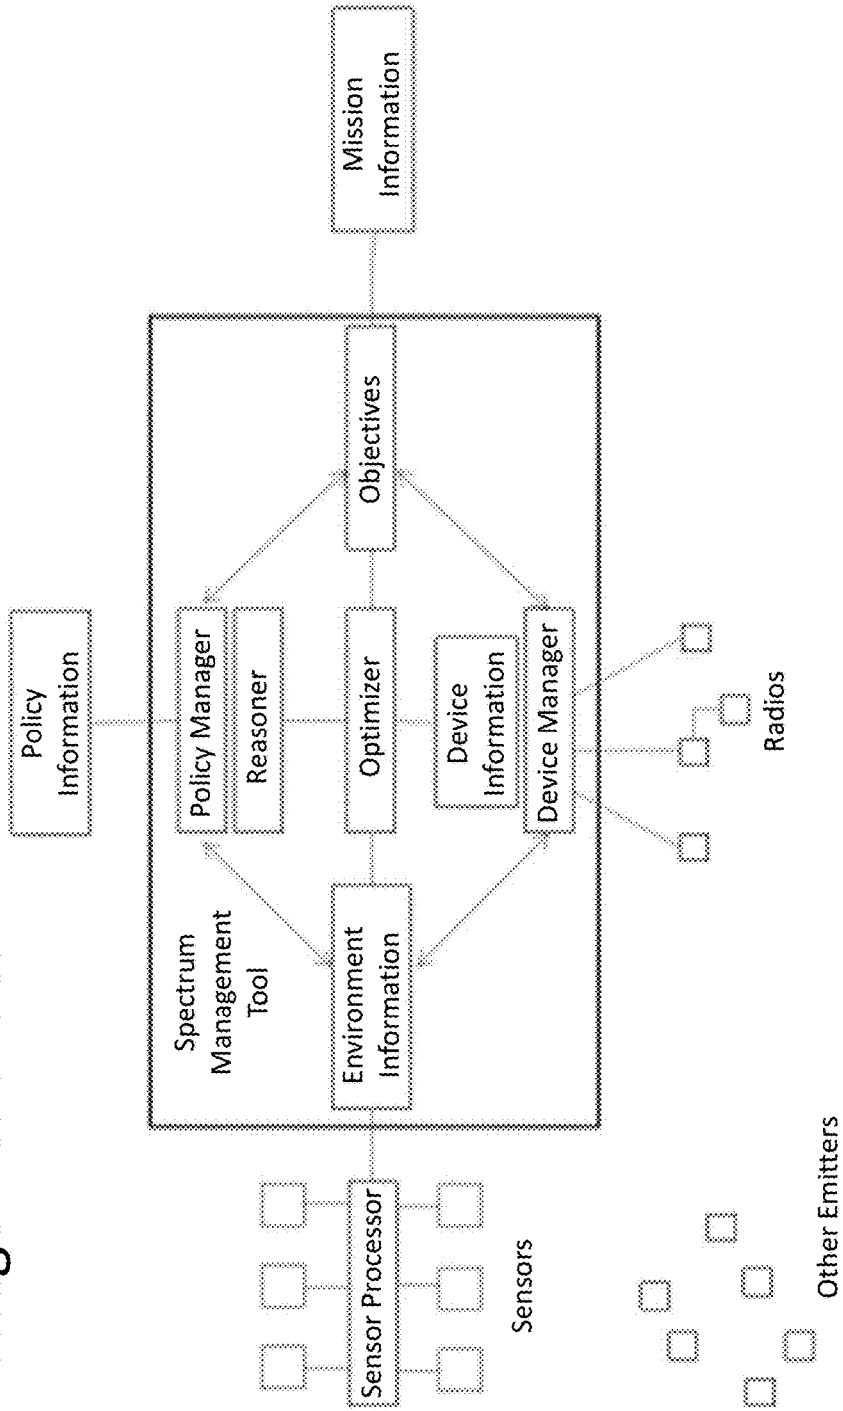 Policy
Information
Spectrum
Management
Tool
Policy Manager
Reasoner
Sensor Processor
Environment
Information
Optimizer
Objectives
Mission
Information
Device
Information
Device Manager
Sensors
Radios
Other Emitters